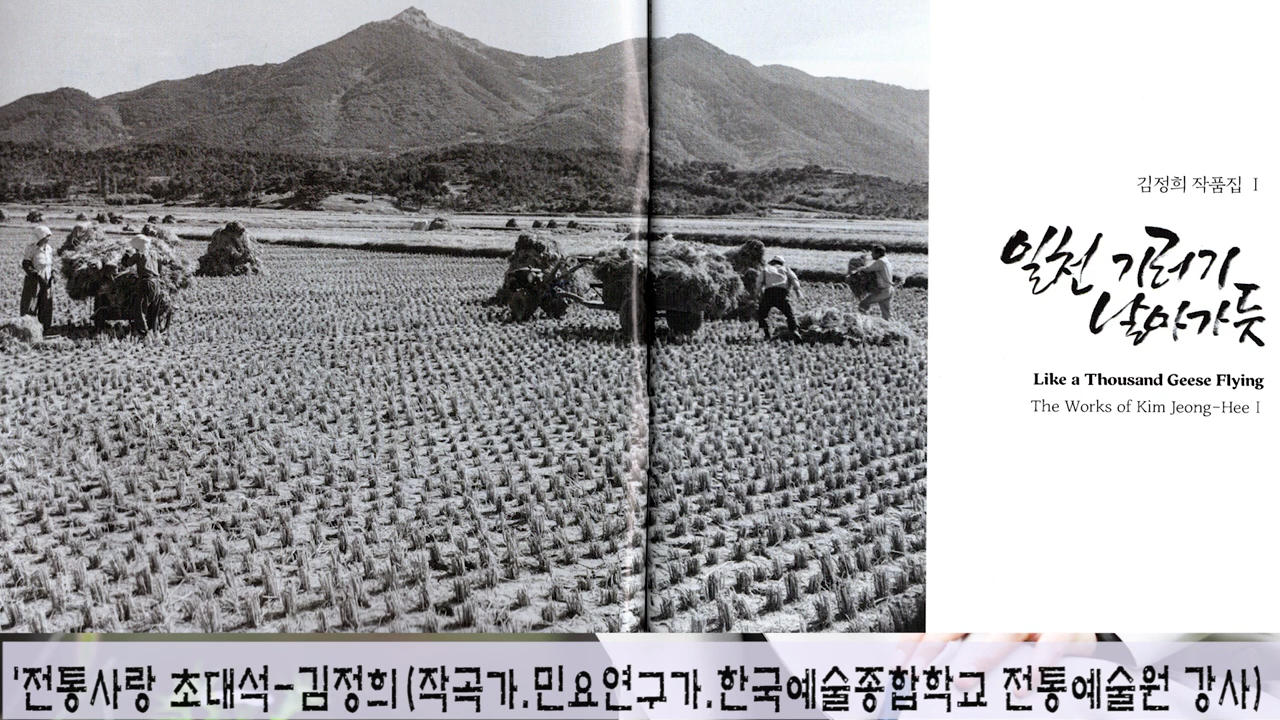 김정희 작품집 Ⅰ
일천 기러기
날아가듯
Like a Thousand Geese Flying
The Works of Kim Jeong-Hee Ⅰ
'전통사랑 초대석-김정희(작곡가.민요연구가.한국예술종합학교 전통예술원 강사)